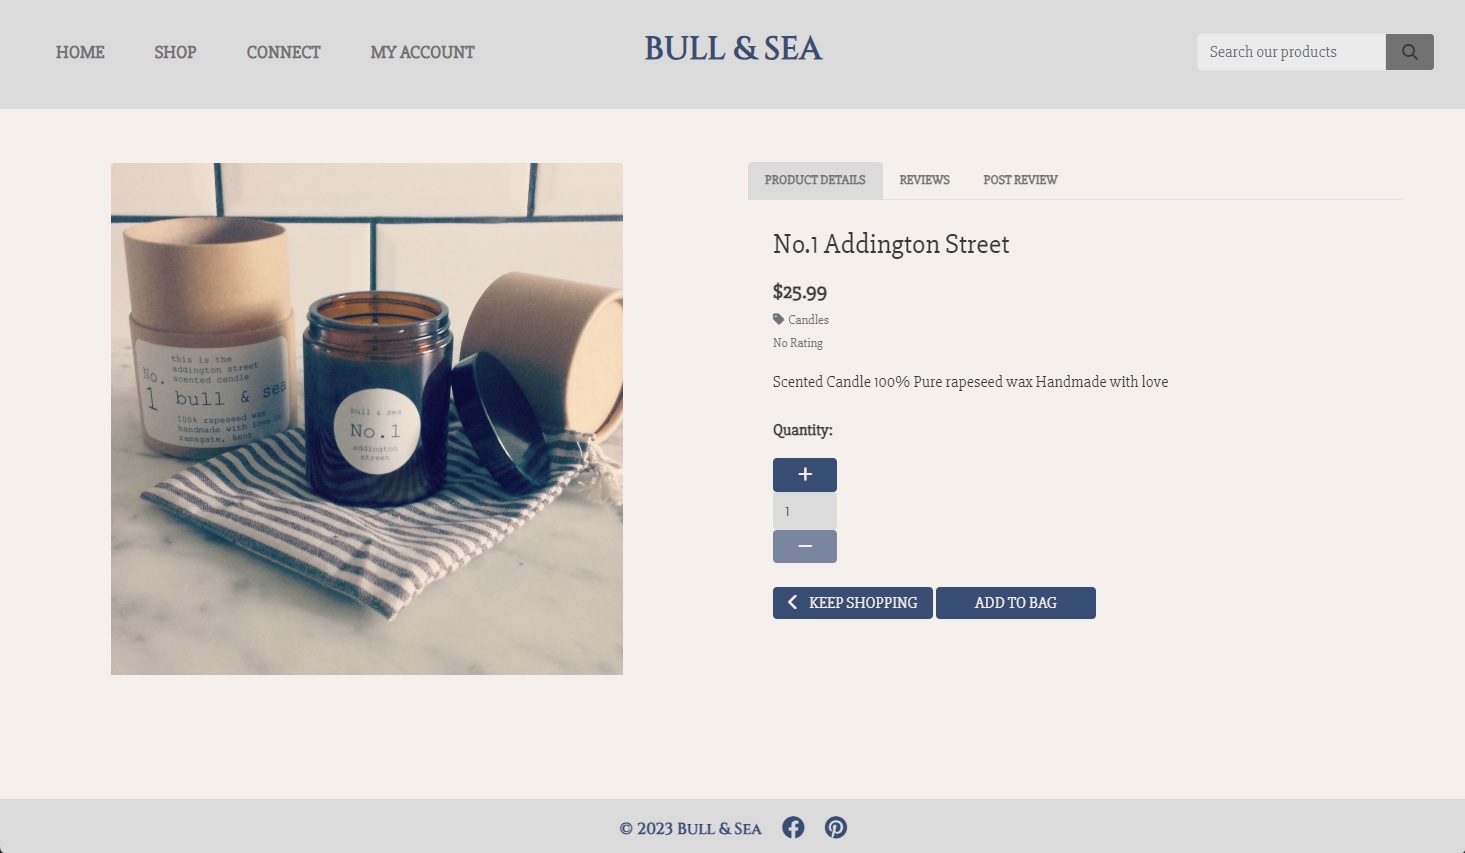 HOME SHOP CONNECT MY ACCOUNT
BULL & SEA
Search our products
this is the
addington street
scented candle
No.
1 bull & sea
100% rapeseed wax
handmade with love in
ramsgate, kent
bull & sea
No.1
addington
street
PRODUCT DETAILS REVIEWS POST REVIEW
No.1 Addington Street
$25.99
Candles
No Rating
Scented Candle 100% Pure rapeseed wax Handmade with love
Quantity:
+
1
−
KEEP SHOPPING ADD TO BAG
© 2023 BULL & SEA